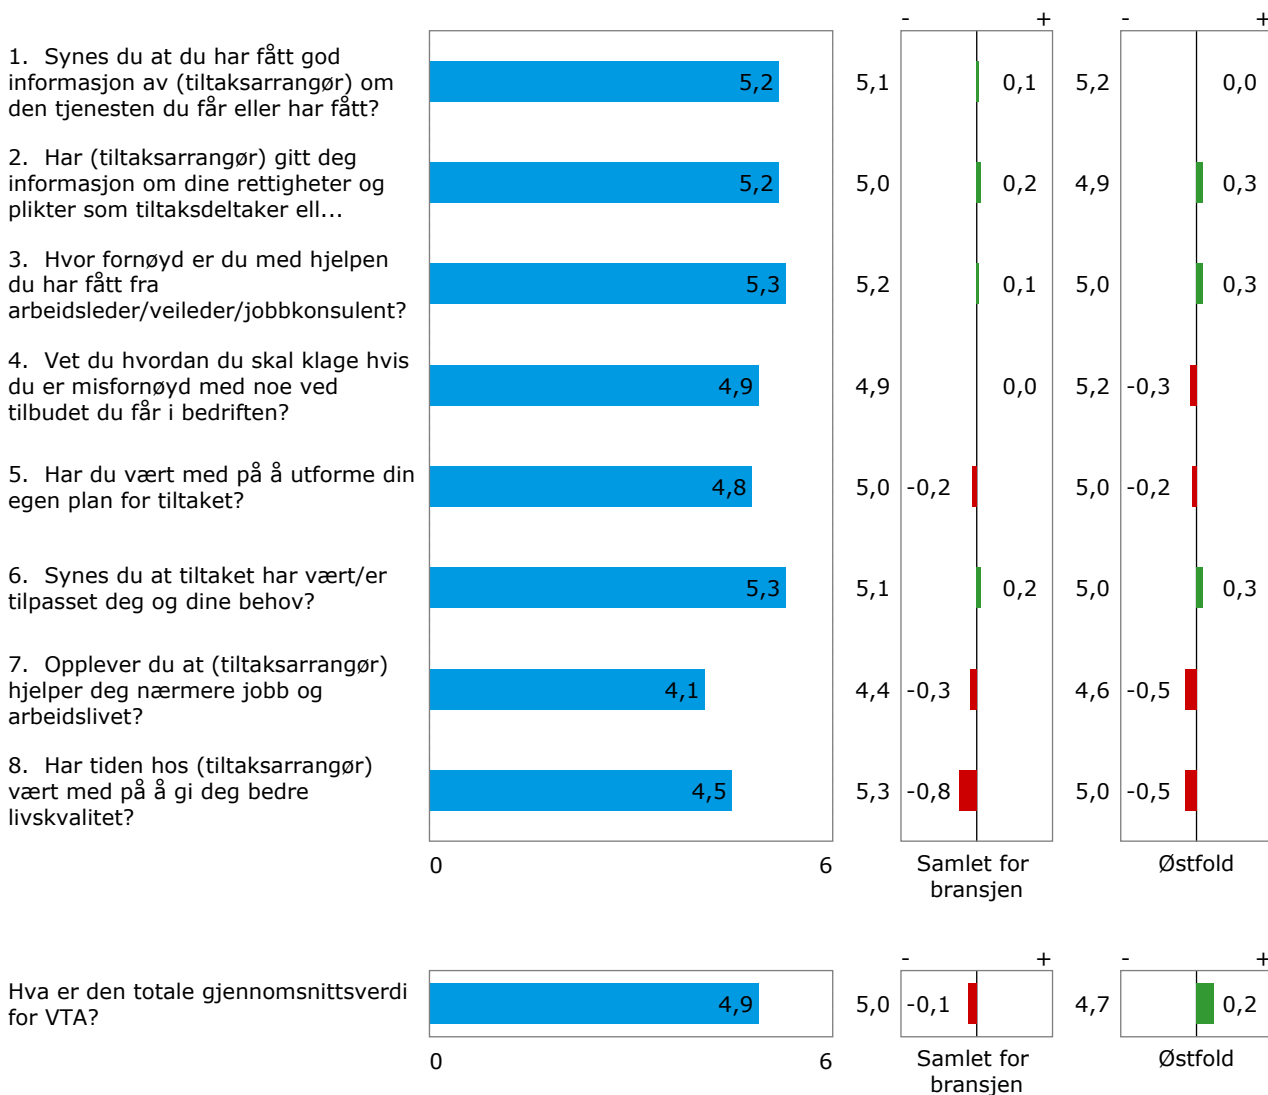 - + - +
1. Synes du at du har fått god
informasjon av (tiltaksarrangør) om
den tjenesten du får eller har fått?
5,2 5,1 0,1 5,2 0,0
2. Har (tiltaksarrangør) gitt deg
informasjon om dine rettigheter og
plikter som tiltaksdeltaker ell...
5,2 5,0 0,2 4,9 0,3
3. Hvor fornøyd er du med hjelpen
du har fått fra
arbeidsleder/veileder/jobbkonsulent?
5,3 5,2 0,1 5,0 0,3
4. Vet du hvordan du skal klage hvis
du er misfornøyd med noe ved
tilbudet du får i bedriften?
4,9 4,9 0,0 5,2 -0,3
5. Har du vært med på å utforme din
egen plan for tiltaket?
4,8 5,0 -0,2 5,0 -0,2
6. Synes du at tiltaket har vært/er
tilpasset deg og dine behov?
5,3 5,1 0,2 5,0 0,3
7. Opplever du at (tiltaksarrangør)
hjelper deg nærmere jobb og
arbeidslivet?
4,1 4,4 -0,3 4,6 -0,5
8. Har tiden hos (tiltaksarrangør)
vært med på å gi deg bedre
livskvalitet?
4,5 5,3 -0,8 5,0 -0,5
0 6
Samlet for
bransjen
Østfold
- + - +
Hva er den totale gjennomsnittsverdi
for VTA?
4,9 5,0 -0,1 4,7 0,2
0 6
Samlet for
bransjen
Østfold